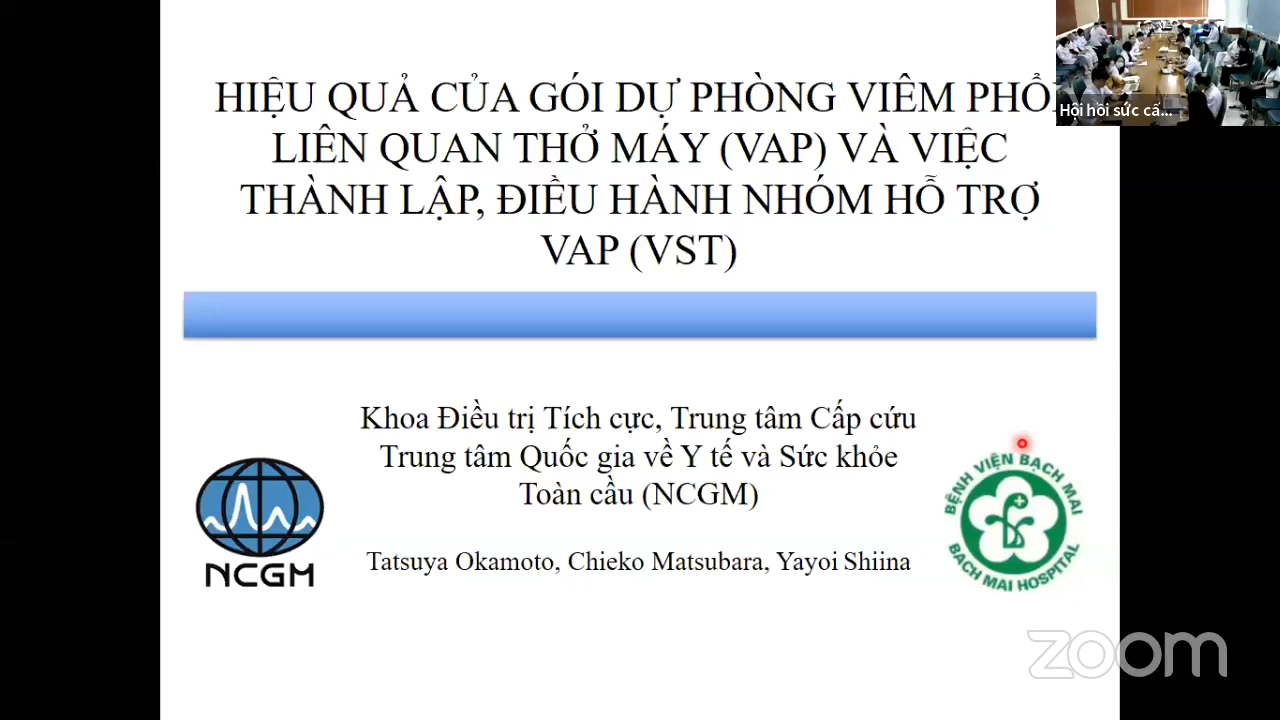 HIỆU QUẢ CỦA GÓI DỰ PHÒNG VIÊM PHỔI
LIÊN QUAN THỞ MÁY (VAP) VÀ VIỆC
THÀNH LẬP, ĐIỀU HÀNH NHÓM HỖ TRỢ
VAP (VST)
Hội hồi sức cấ...
Khoa Điều trị Tích cực, Trung tâm Cấp cứu
Trung tâm Quốc gia về Y tế và Sức khỏe
Toàn cầu (NCGM)
Tatsuya Okamoto, Chieko Matsubara, Yayoi Shiina
NCGM
BỆNH VIỆN BẠCH MAI
BACH MAI HOSPITAL
zoom